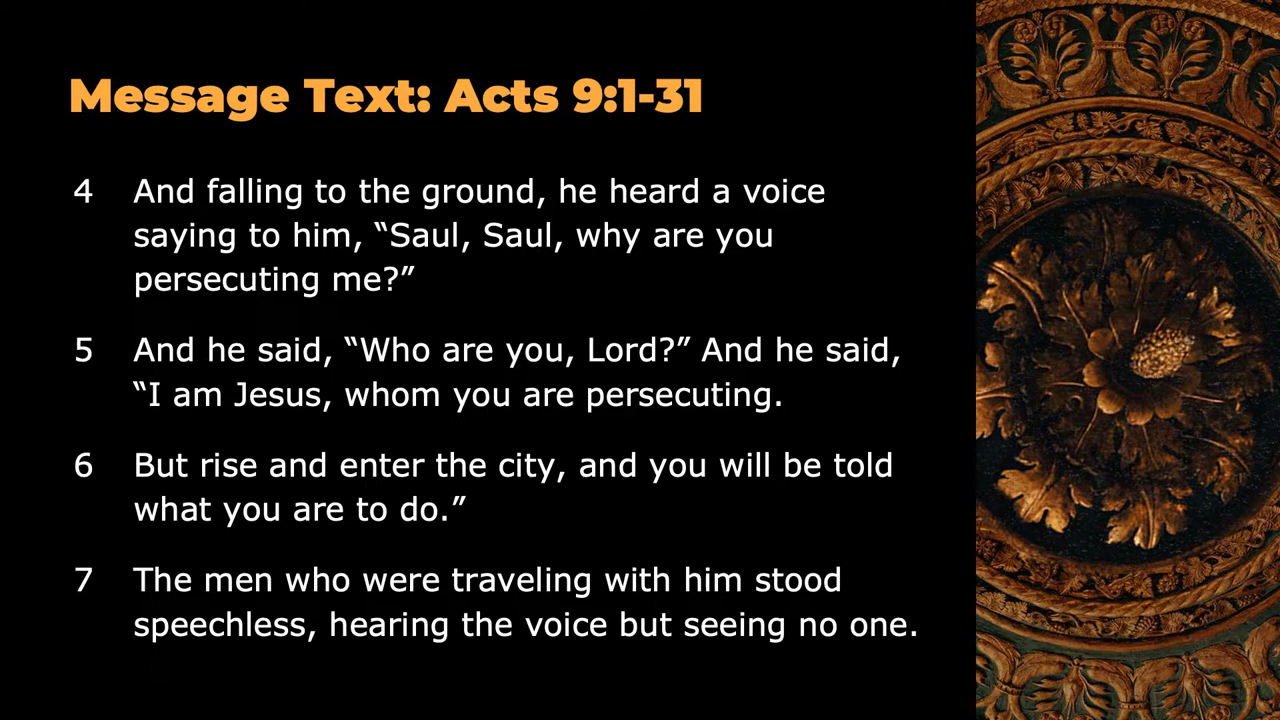 Message Text: Acts 9:1-31
4 And falling to the ground, he heard a voice
saying to him, “Saul, Saul, why are you
persecuting me?”
5 And he said, “Who are you, Lord?” And he said,
“I am Jesus, whom you are persecuting.
6 But rise and enter the city, and you will be told
what you are to do.”
7 The men who were traveling with him stood
speechless, hearing the voice but seeing no one.